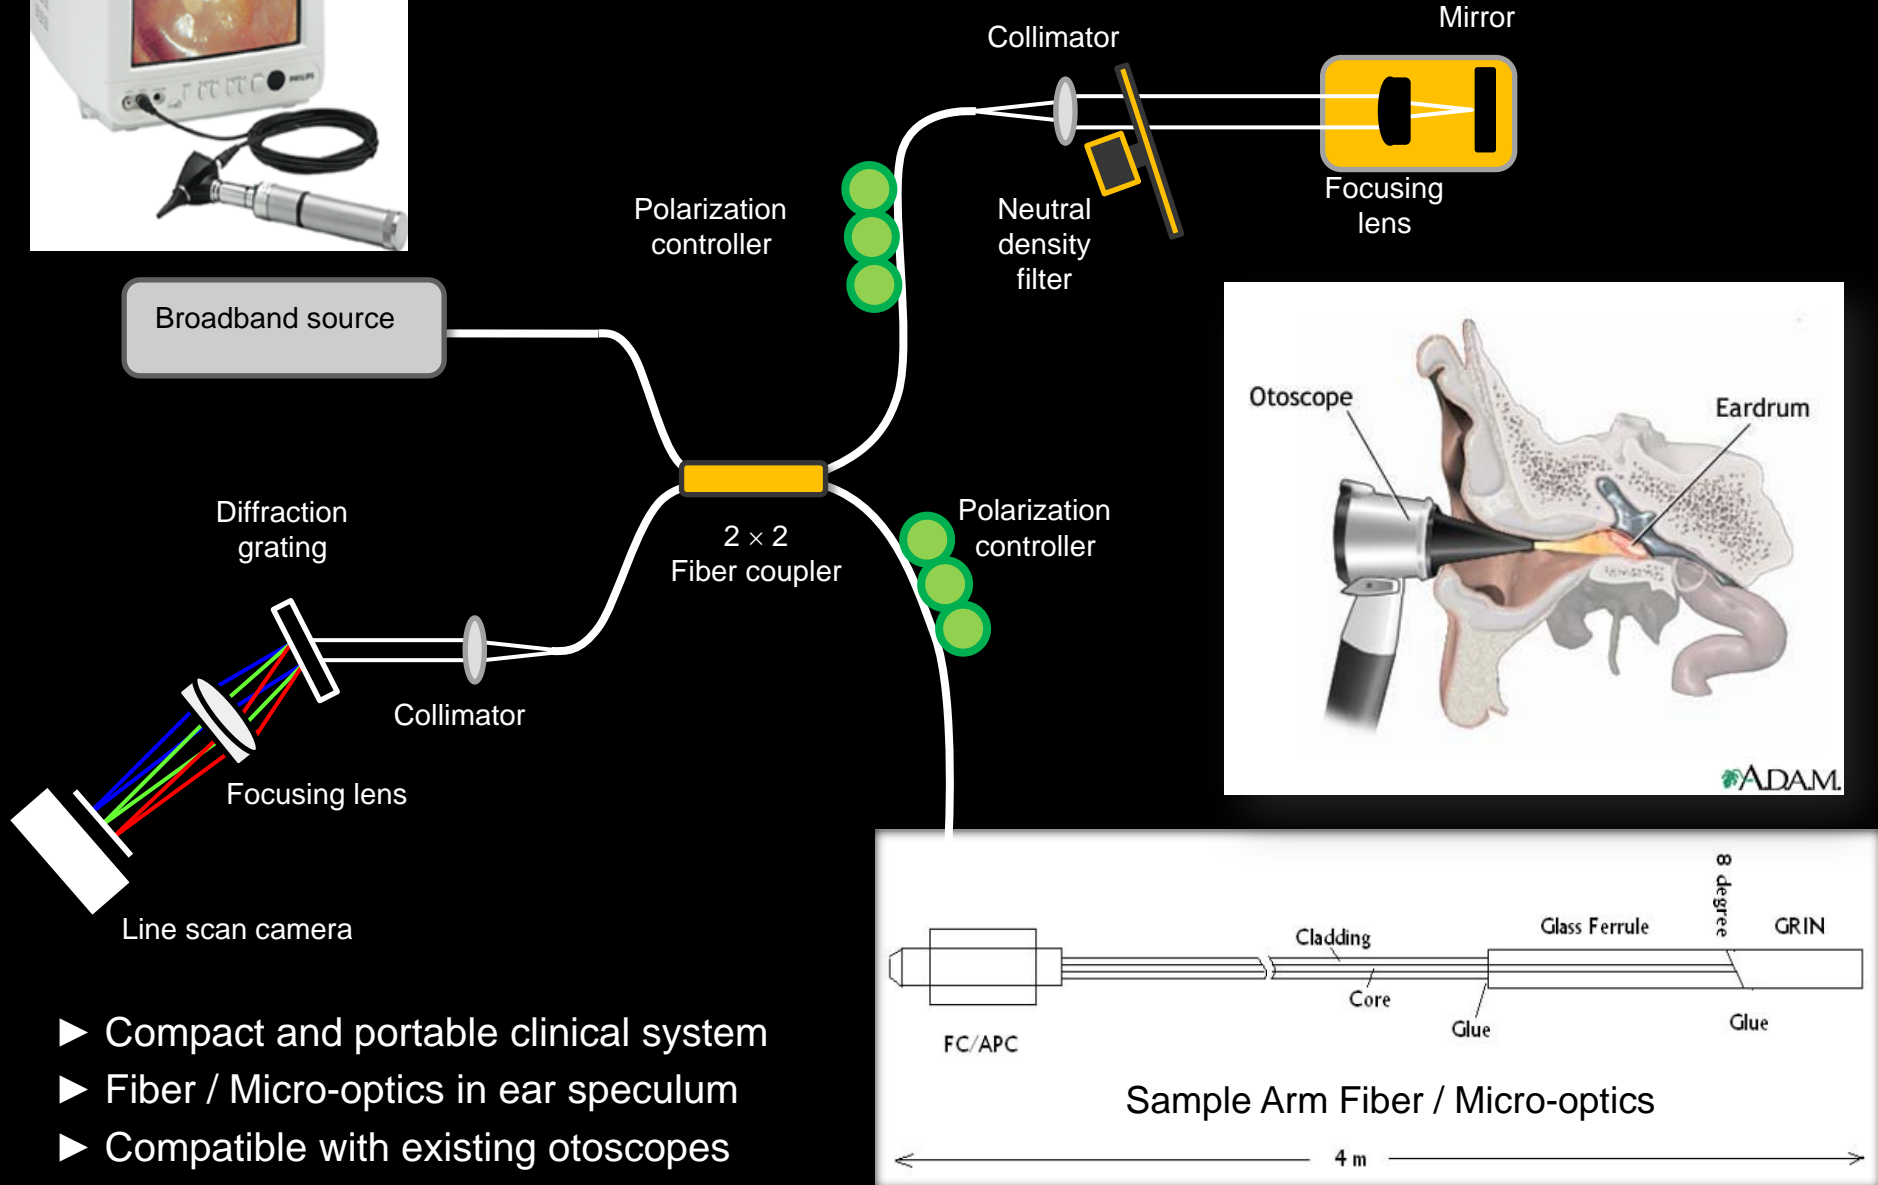 PHILIPS
Mirror
Collimator
Focusing
lens
Polarization
controller
Neutral
density
filter
Broadband source
Otoscope
Eardrum
A.D.A.M.
Diffraction
grating
2 × 2
Fiber coupler
Polarization
controller
Collimator
Focusing lens
Line scan camera
8 degree
Glass Ferrule
GRIN
Cladding
Core
Glue
Glue
FC/APC
Sample Arm Fiber / Micro-optics
4 m
► Compact and portable clinical system
► Fiber / Micro-optics in ear speculum
► Compatible with existing otoscopes